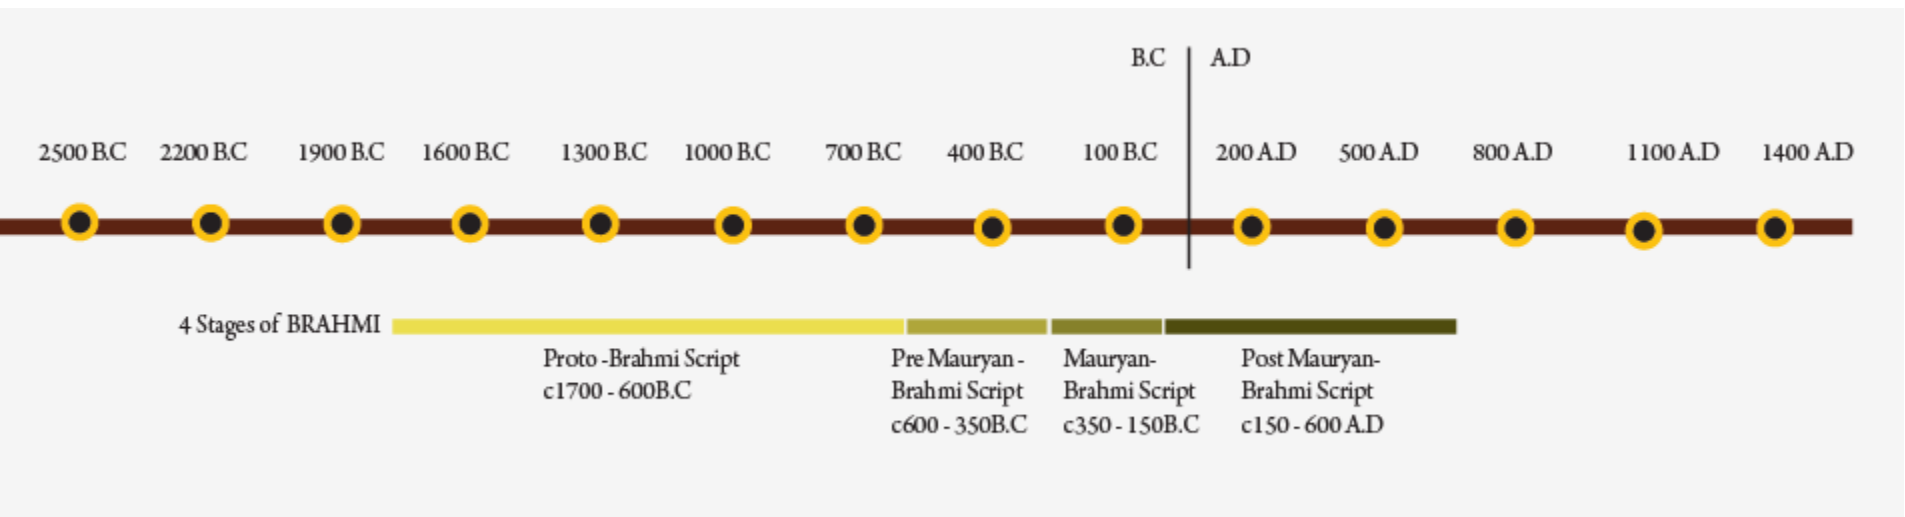 B.C A.D
2500 B.C 2200 B.C 1900 B.C 1600 B.C 1300 B.C 1000 B.C 700 B.C 400 B.C 100 B.C 200 A.D 500 A.D 800 A.D 1100 A.D 1400 A.D
4 Stages of BRAHMI
Proto -Brahmi Script
c1700 - 600B.C
Pre Mauryan -
Brahmi Script
c600 - 350B.C
Mauryan-
Brahmi Script
c350 - 150B.C
Post Mauryan-
Brahmi Script
c150 - 600 A.D